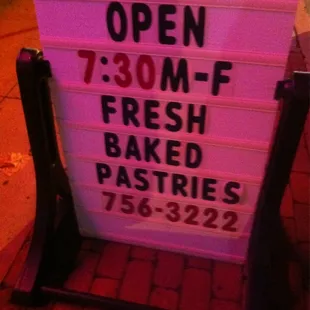 OPEN
7:30M-F
FRESH
BAKED
PASTRIES
756-3222